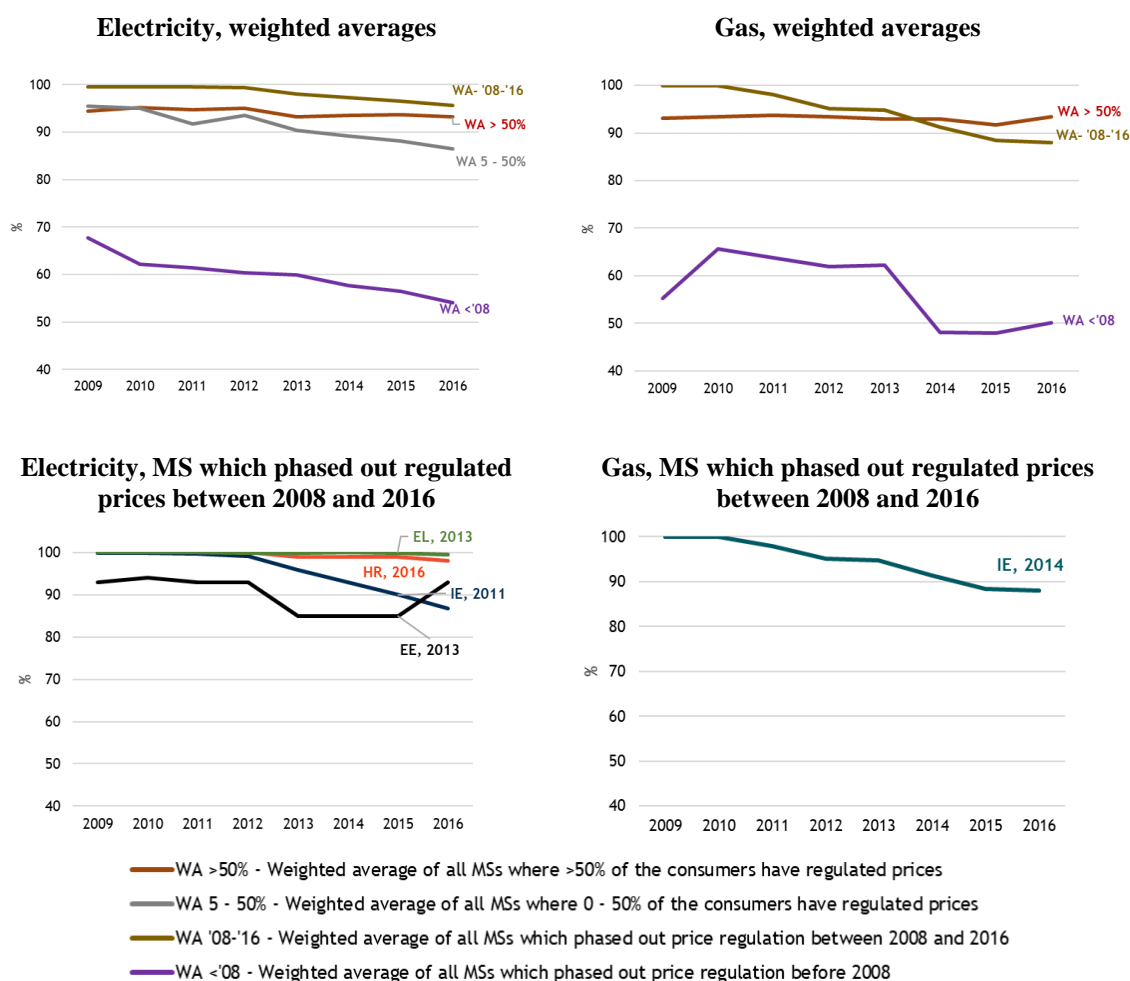 Electricity, weighted averages
100
90
80
70
60
50
40
%
2009 2010 2011 2012 2013 2014 2015 2016
WA- '08-'16
WA > 50%
WA 5 - 50%
WA <'08
Gas, weighted averages
100
90
80
70
60
50
40
%
2009 2010 2011 2012 2013 2014 2015 2016
WA > 50%
WA- '08-'16
WA <'08
Electricity, MS which phased out regulated
prices between 2008 and 2016
100
90
80
70
60
50
40
%
2009 2010 2011 2012 2013 2014 2015 2016
EL, 2013
HR, 2016
IE, 2011
EE, 2013
Gas, MS which phased out regulated prices
between 2008 and 2016
100
90
80
70
60
50
40
%
2009 2010 2011 2012 2013 2014 2015 2016
IE, 2014
WA >50% - Weighted average of all MSs where >50% of the consumers have regulated prices
WA 5 - 50% - Weighted average of all MSs where 0 - 50% of the consumers have regulated prices
WA '08-'16 - Weighted average of all MSs which phased out price regulation between 2008 and 2016
WA <'08 - Weighted average of all MSs which phased out price regulation before 2008